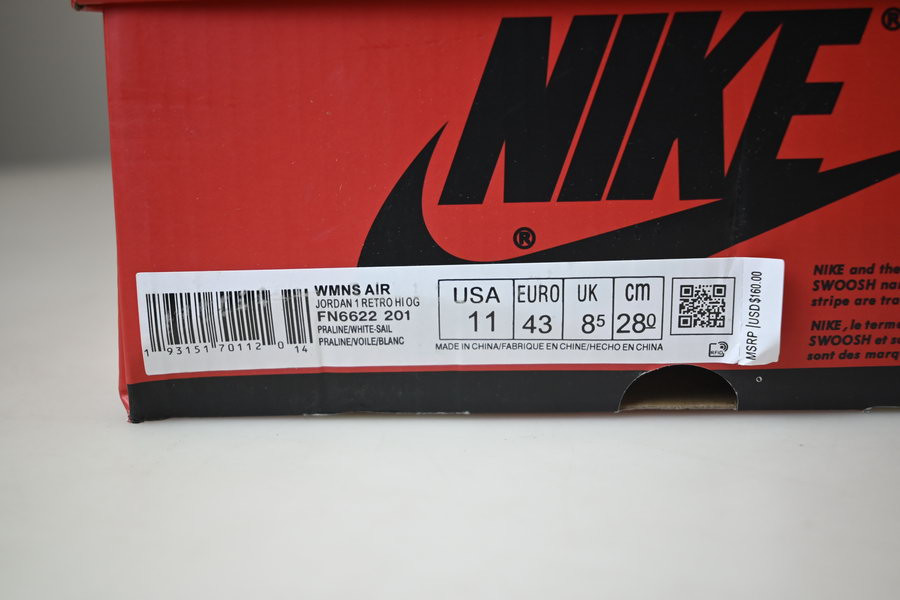 NIKE®
®
WMNS AIR
JORDAN 1 RETRO HI OG
FN6622 201
PRALINE/WHITE-SAIL
PRALINE/VOILE/BLANC
1 93151 70112 0 14
USA
11
EURO
43
UK
8⁵
cm
28⁰
MADE IN CHINA/FABRIQUE EN CHINE/HECHO EN CHINA
MSRP |USD$160.00
NIKE and the
SWOOSH nam
stripe are tra
NIKE, le terme
SWOOSH et s
sont des marq